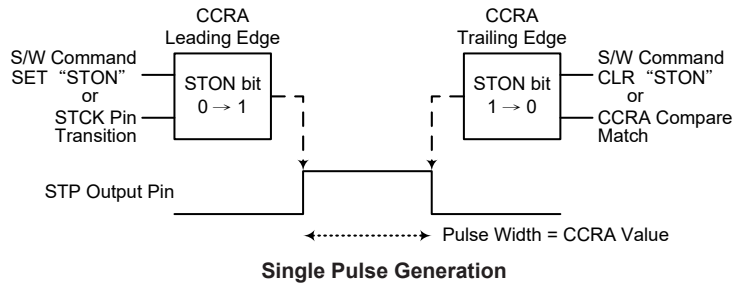 CCRA
Leading Edge
CCRA
Trailing Edge
S/W Command
SET “STON”
or
STCK Pin
Transition
STON bit
0 → 1
STON bit
1 → 0
S/W Command
CLR “STON”
or
CCRA Compare
Match
STP Output Pin
Pulse Width = CCRA Value
Single Pulse Generation